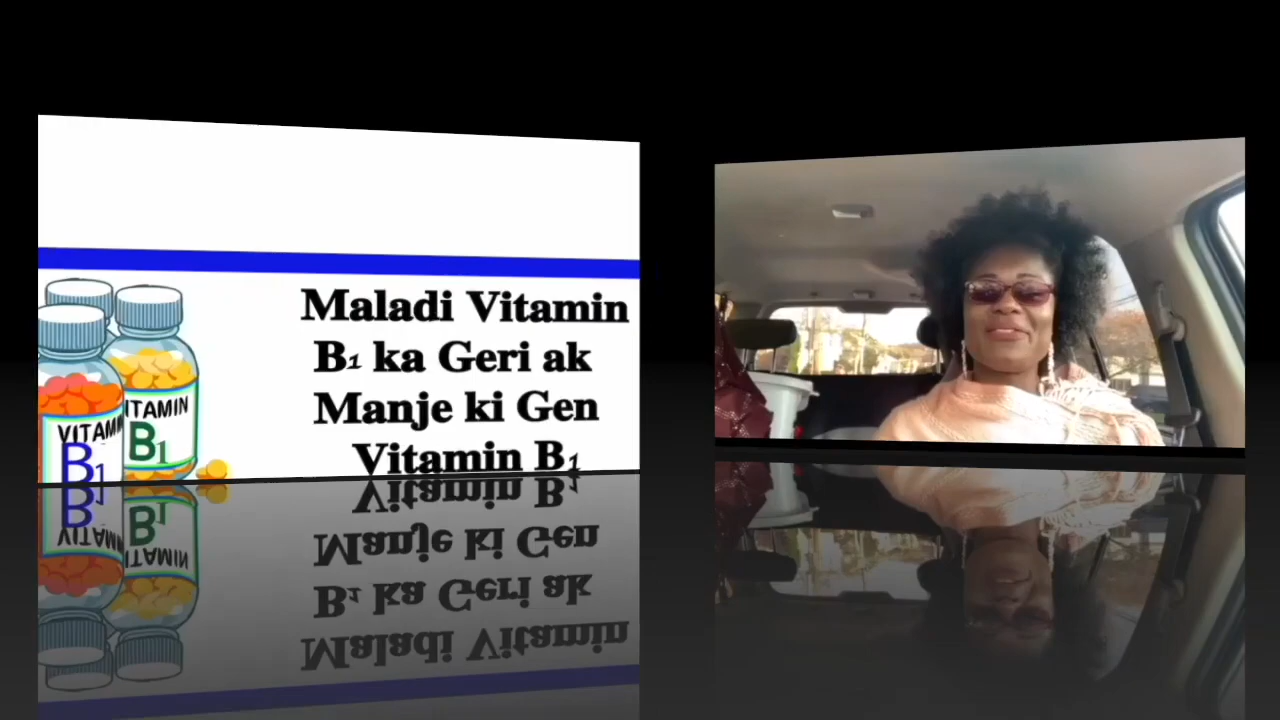 Maladi Vitamin
B1 ka Geri ak
Manje ki Gen
Vitamin B1
VITAMIN
B1
VITAMIN
B1